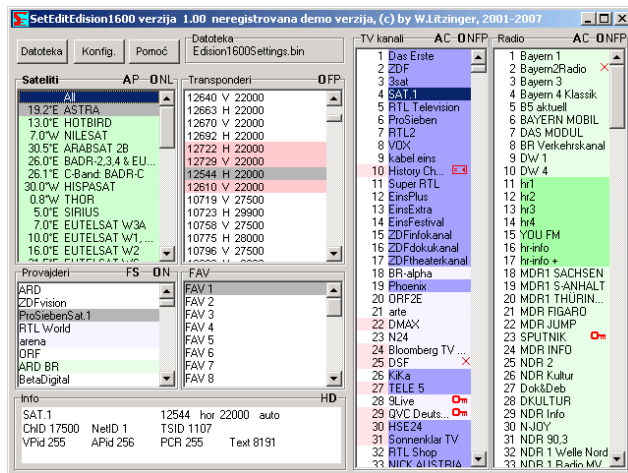 SetEditEdision1600 verzija 1.00 neregistrovana demo verzija, (c) by W.Litzinger, 2001-2007
Datoteka
Konfig.
Pomoć
Datoteka
Edision1600Settings.bin
Sateliti AP ONL
All
19.2°E ASTRA
13.0°E HOTBIRD
7.0°W NILESAT
30.5°E ARABSAT 2B
26.0°E BADR-2,3,4 & EU...
26.1°E C-Band: BADR-C
30.0°W HISPASAT
0.8°W THOR
5.0°E SIRIUS
7.0°E EUTELSAT W3A
10.0°E EUTELSAT W1, ...
16.0°E EUTELSAT W2
Transponderi OFP
12640 V 22000
12663 H 22000
12670 V 22000
12692 H 22000
12722 H 22000
12729 V 22000
12544 H 22000
12610 V 22000
10719 V 27500
10723 H 29900
10758 V 27500
10775 H 28000
10796 V 27500
Provajderi FS ON
ARD
ZDFvision
ProSiebenSat.1
RTL World
arena
ORF
ARD BR
BetaDigital
FAV
FAV 1
FAV 2
FAV 3
FAV 4
FAV 5
FAV 6
FAV 7
FAV 8
Info HD
SAT.1 12544 hor 22000 auto
ChID 17500 NetID 1 TSID 1107
VPid 255 APid 256 PCR 255 Text 8191
TV kanali AC ONFP
1 Das Erste
2 ZDF
3 3sat
4 SAT.1
5 RTL Television
6 ProSieben
7 RTL2
8 VOX
9 kabel eins
10 History Ch...
11 Super RTL
12 EinsPlus
13 EinsExtra
14 EinsFestival
15 ZDFinfokanal
16 ZDFdokukanal
17 ZDFtheaterkanal
18 BR-alpha
19 Phoenix
20 ORF2E
21 arte
22 DMAX
23 N24
24 Bloomberg TV ...
25 DSF
26 KiKa
27 TELE 5
28 9Live
29 QVC Deuts...
30 HSE24
31 Sonnenklar TV
32 RTL Shop
33 NICK AUSTRIA
Radio AC ONFP
1 Bayern 1
2 Bayern2Radio
3 Bayern 3
4 Bayern 4 Klassik
5 B5 aktuell
6 BAYERN MOBIL
7 DAS MODUL
8 BR Verkehrskanal
9 DW 1
10 DW 4
11 hr1
12 hr2
13 hr3
14 hr4
15 YOU FM
16 hr-info
17 hr-info +
18 MDR1 SACHSEN
19 MDR1 S-ANHALT
20 MDR1 THÜRIN...
21 MDR FIGARO
22 MDR JUMP
23 SPUTNIK
24 MDR INFO
25 NDR 2
26 NDR Kultur
27 Dok&Deb
28 DKULTUR
29 NDR Info
30 N-JOY
31 NDR 90,3
32 NDR 1 Welle Nord
33 NDR 1 Radio MV